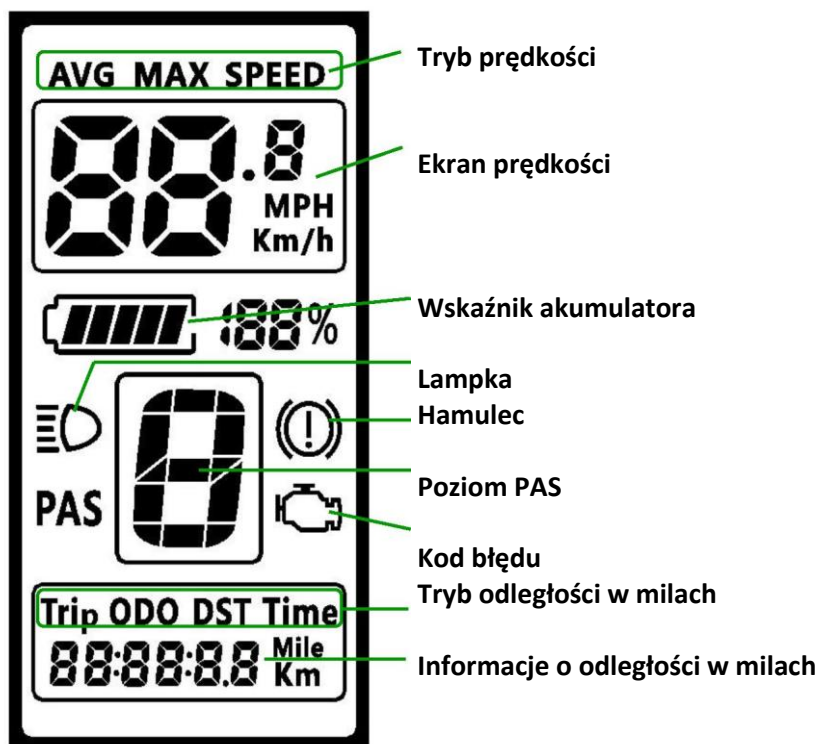 AVG MAX SPEED
Tryb prędkości
88.8
MPH
Km/h
Ekran prędkości
188%
Wskaźnik akumulatora
Lampka
Hamulec
PAS
8
Poziom PAS
Kod błędu
Trip ODO DST Time
Tryb odległości w milach
88:88:8.8
Mile
Km
Informacje o odległości w milach